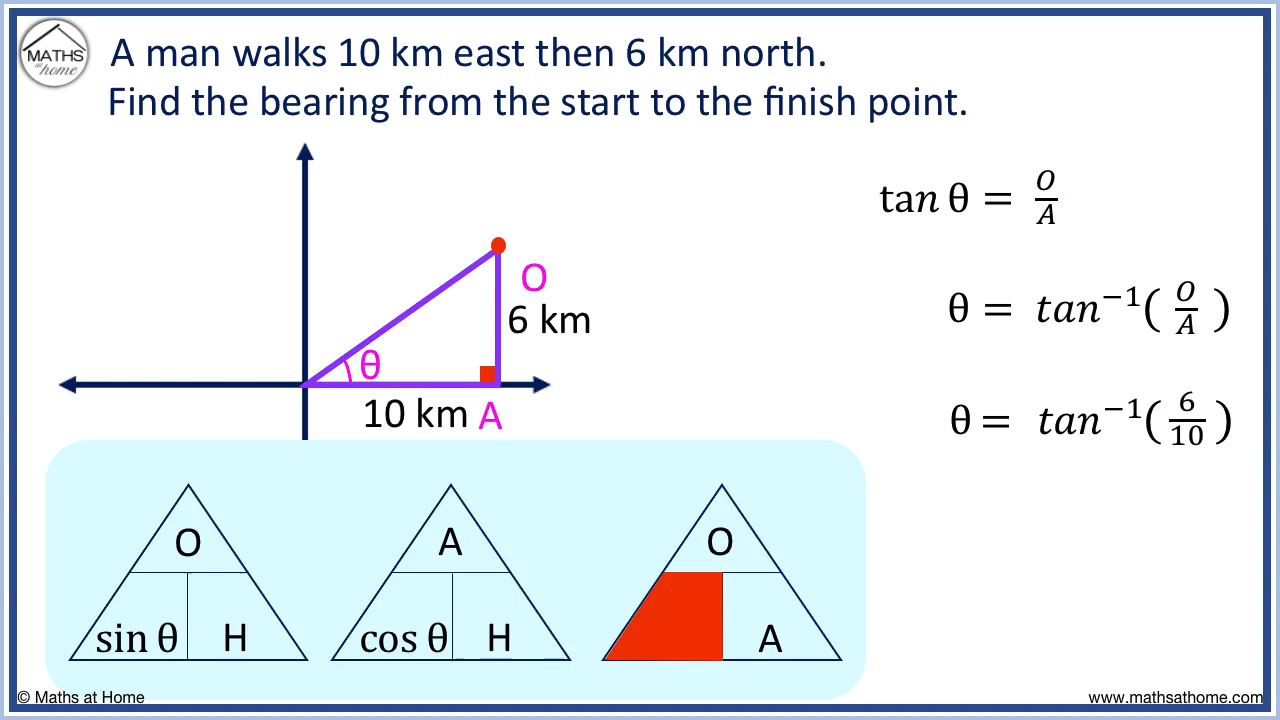 MATHS
at
home
A man walks 10 km east then 6 km north.
Find the bearing from the start to the finish point.
tan θ = O/A
θ = tan⁻¹( O/A )
θ = tan⁻¹( 6/10 )
O
6 km
θ
10 km A
O
sin θ H
A
cos θ H
O
A
© Maths at Home
www.mathsathome.com